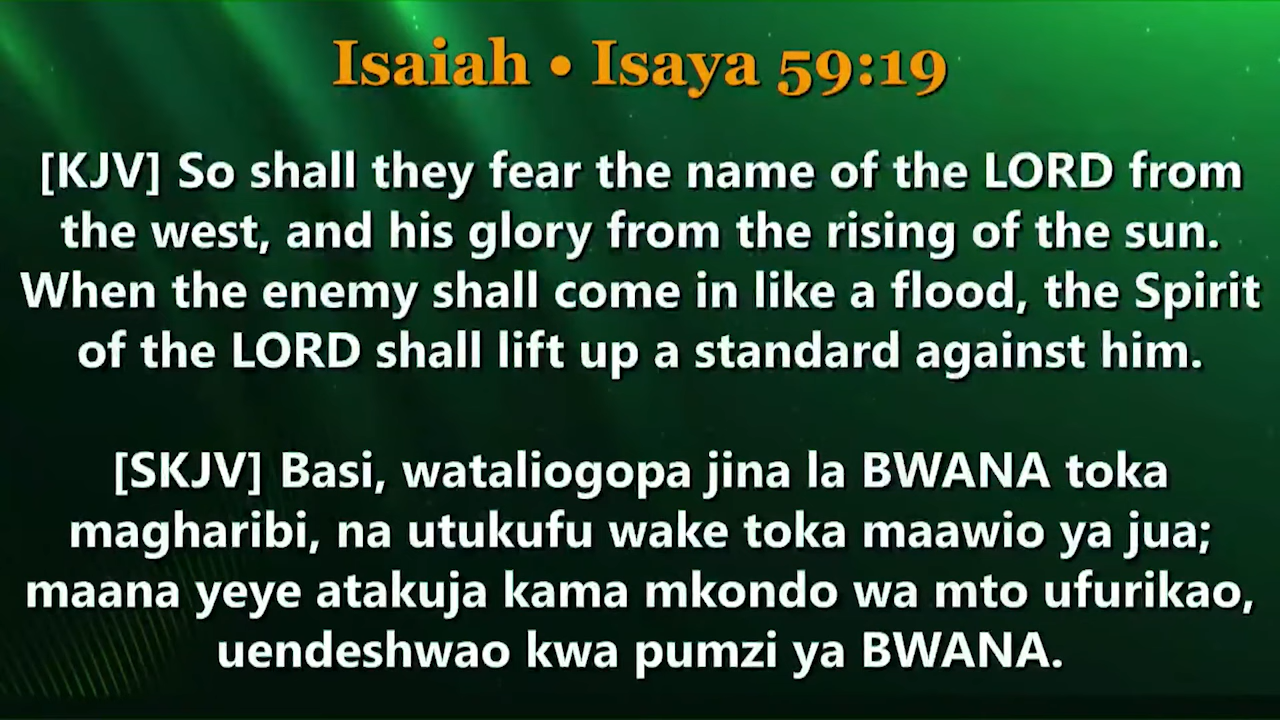 Isaiah • Isaya 59:19
[KJV] So shall they fear the name of the LORD from
the west, and his glory from the rising of the sun.
When the enemy shall come in like a flood, the Spirit
of the LORD shall lift up a standard against him.
[SKJV] Basi, wataliogopa jina la BWANA toka
magharibi, na utukufu wake toka maawio ya jua;
maana yeye atakuja kama mkondo wa mto ufurikao,
uendeshwao kwa pumzi ya BWANA.